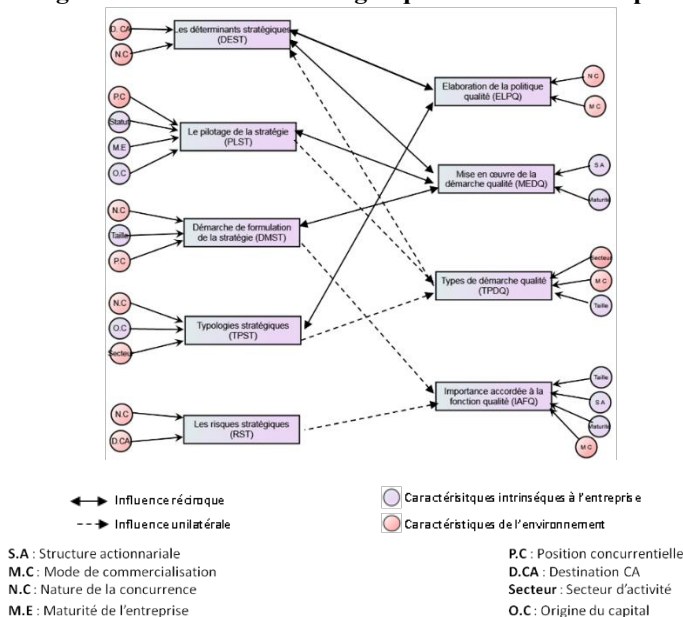 D. CA
Les déterminants stratégiques
(DEST)
N.C
P.C
Statut
Le pilotage de la stratégie
(PLST)
M.E
O.C
N.C
Taille
Démarche de formulation
de la stratégie (DMST)
P.C
N.C
O.C
Typologies stratégiques
(TPST)
Secteur
N.C
Les risques stratégiques
(RST)
D.CA
Elaboration de la politique
qualité (ELPQ)
N C
M C
Mise en œuvre de la
démarche qualité (MEDQ)
S A
Maturité
Types de démarche qualité
(TPDQ)
Secteur
M C
Taille
Importance accordée à la
fonction qualité (IAFQ)
Taille
S A
Maturité
M C
Influence réciproque
Influence unilatérale
Caractérisitques intrinséques à l'entreprise
Caractéristiques de l'environnement
S.A : Structure actionnariale
M.C : Mode de commercialisation
N.C : Nature de la concurrence
M.E : Maturité de l'entreprise
P.C : Position concurrentielle
D.CA : Destination CA
Secteur : Secteur d'activité
O.C : Origine du capital